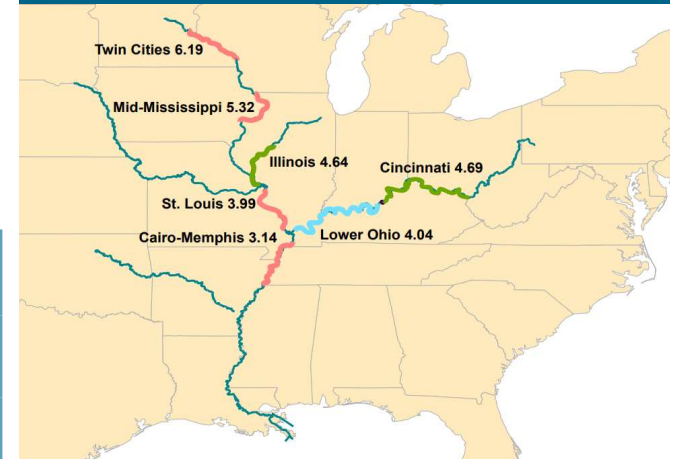 Twin Cities 6.19
Mid-Mississippi 5.32
Illinois 4.64
Cincinnati 4.69
St. Louis 3.99
Cairo-Memphis 3.14
Lower Ohio 4.04